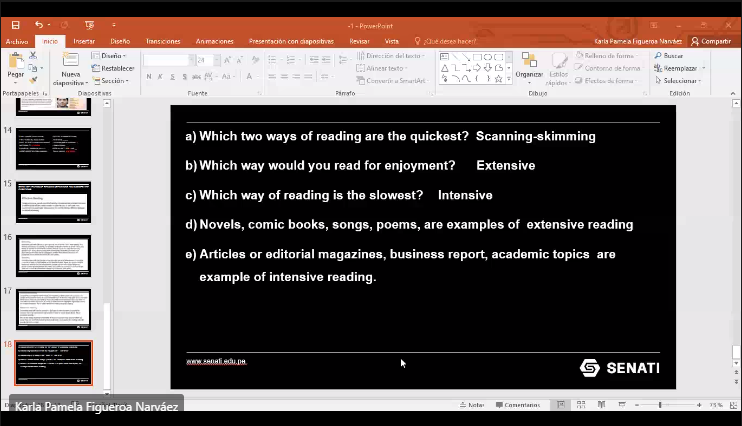 -1 - PowerPoint
Archivo Inicio Insertar Diseño Transiciones Animaciones Presentación con diapositivas Revisar Vista ¿Qué desea hacer? Karla Pamela Figueroa Narváez Compartir
Pegar
Nueva diapositiva
Diseño
Restablecer
Sección
Dirección del texto
Alinear texto
Convertir a SmartArt
Organizar
Estilos rápidos
Relleno de forma
Contorno de forma
Efectos de forma
Buscar
Reemplazar
Seleccionar
Portapapeles Diapositivas Fuente Párrafo Dibujo Edición
14
15
16
17
18
a) Which two ways of reading are the quickest? Scanning-skimming
b) Which way would you read for enjoyment? Extensive
c) Which way of reading is the slowest? Intensive
d) Novels, comic books, songs, poems, are examples of extensive reading
e) Articles or editorial magazines, business report, academic topics are
example of intensive reading.
www.senati.edu.pe
SENATI
Karla Pamela Figueroa Narváez
Notas Comentarios 73 %